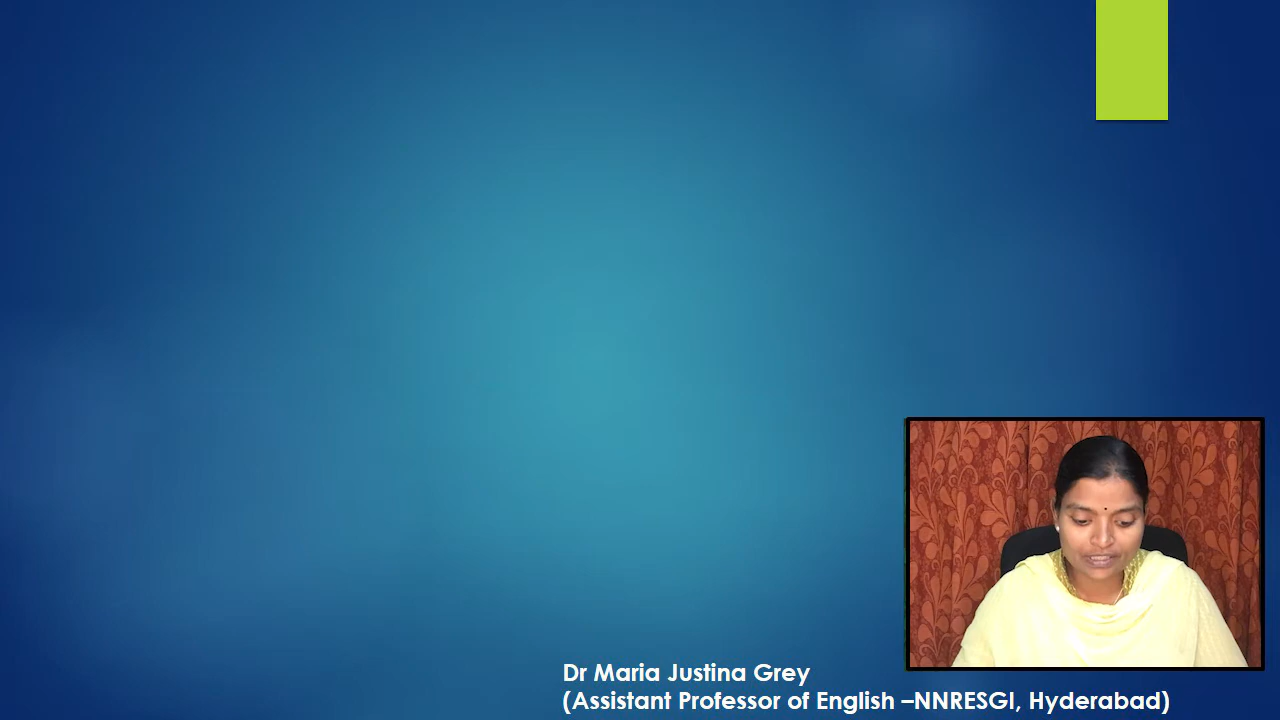 Dr Maria Justina Grey
(Assistant Professor of English –NNRESGI, Hyderabad)